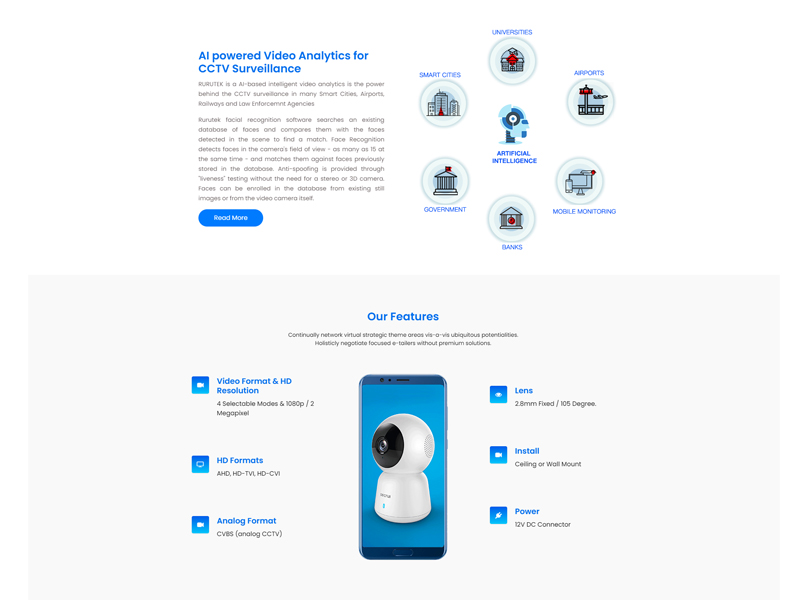 AI powered Video Analytics for
CCTV Surveillance
RURUTEK is a AI-based intelligent video analytics is the power
behind the CCTV surveillance in many Smart Cities, Airports,
Railways and Law Enforcemnt Agencies
Rurutek facial recognition software searches an existing
database of faces and compares them with the faces
detected in the scene to find a match. Face Recognition
detects faces in the camera's field of view - as many as 15 at
the same time - and matches them against faces previously
stored in the database. Anti-spoofing is provided through
"liveness" testing without the need for a stereo or 3D camera.
Faces can be enrolled in the database from existing still
images or from the video camera itself.
Read More
UNIVERSITIES
SMART CITIES
AIRPORTS
ARTIFICIAL
INTELLIGENCE
GOVERNMENT
MOBILE MONITORING
BANKS
Our Features
Continually network virtual strategic theme areas vis-a-vis ubiquitous potentialities.
Holisticly negotiate focused e-tailers without premium solutions.
Video Format & HD
Resolution
4 Selectable Modes & 1080p / 2
Megapixel
HD Formats
AHD, HD-TVI, HD-CVI
Analog Format
CVBS (analog CCTV)
Lens
2.8mm Fixed / 105 Degree.
Install
Ceiling or Wall Mount
Power
12V DC Connector